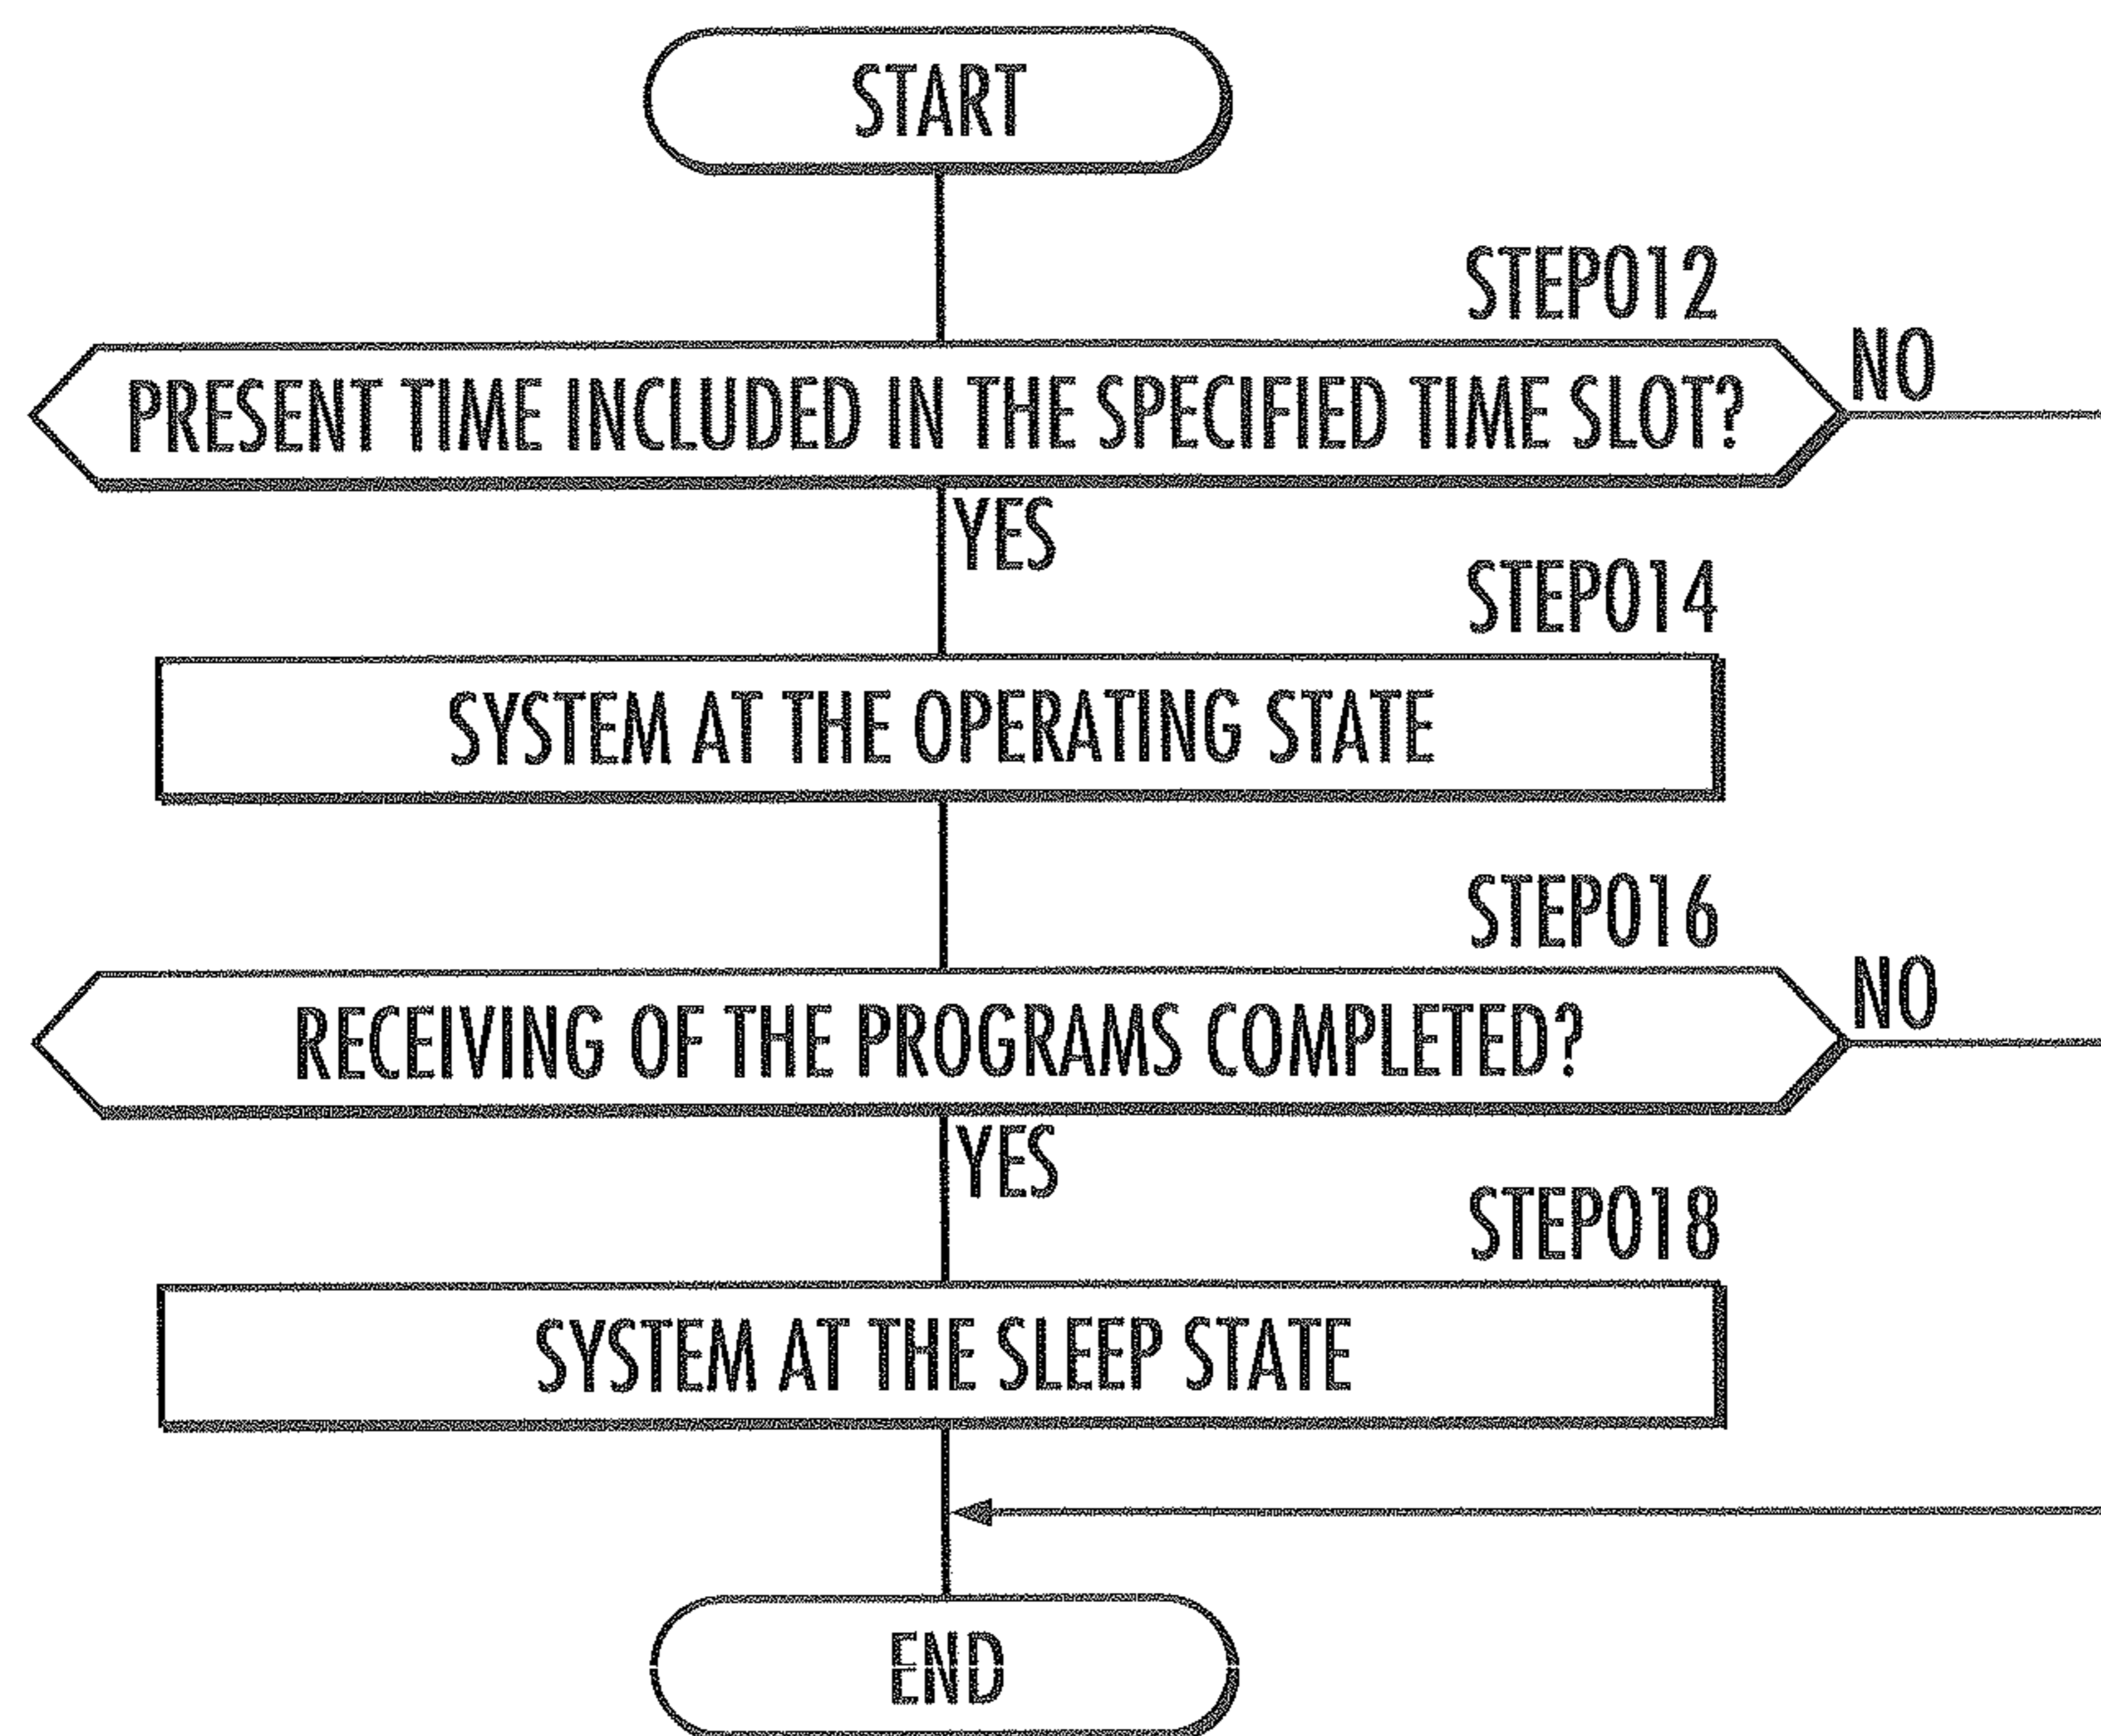 START
STEP012
PRESENT TIME INCLUDED IN THE SPECIFIED TIME SLOT?
NO
YES
STEP014
SYSTEM AT THE OPERATING STATE
STEP016
RECEIVING OF THE PROGRAMS COMPLETED?
NO
YES
STEP018
SYSTEM AT THE SLEEP STATE
END